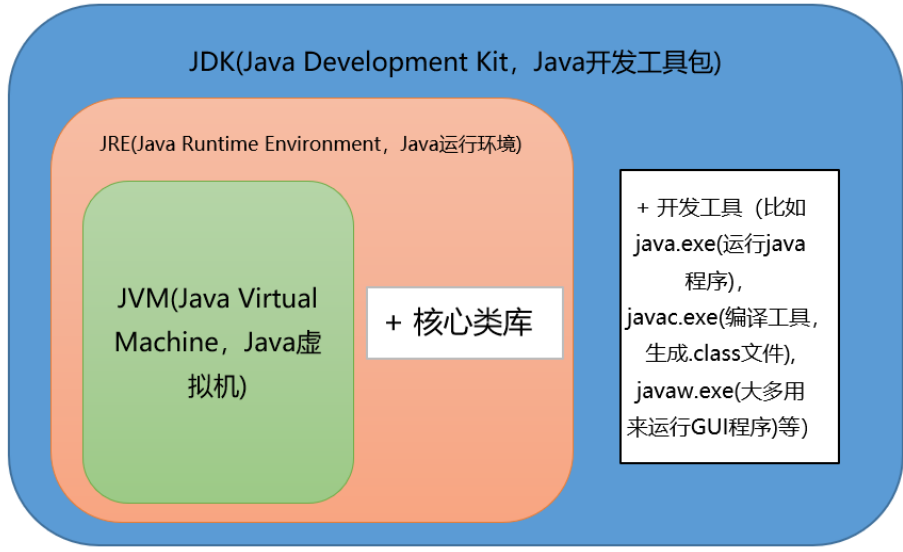 JDK(Java Development Kit，Java开发工具包)
JRE(Java Runtime Environment，Java运行环境)
JVM(Java Virtual
Machine，Java虚
拟机)
+ 核心类库
+ 开发工具（比如
java.exe(运行java
程序)，
javac.exe(编译工具，
生成.class文件),
javaw.exe(大多用
来运行GUI程序)等）